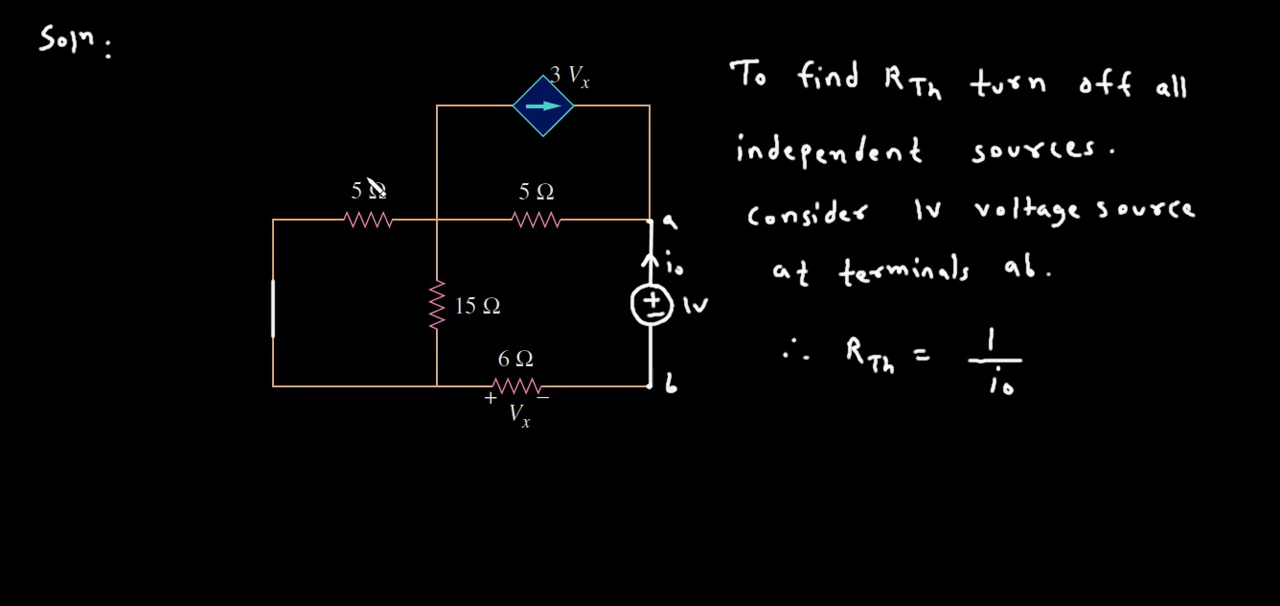 Soln:
3 Vx
5 Ω
5 Ω
15 Ω
6 Ω
+ Vx −
a
io
+ − 1v
b
To find RTh turn off all
independent sources.
Consider 1v voltage source
at terminals ab.
∴ RTh = 1/io